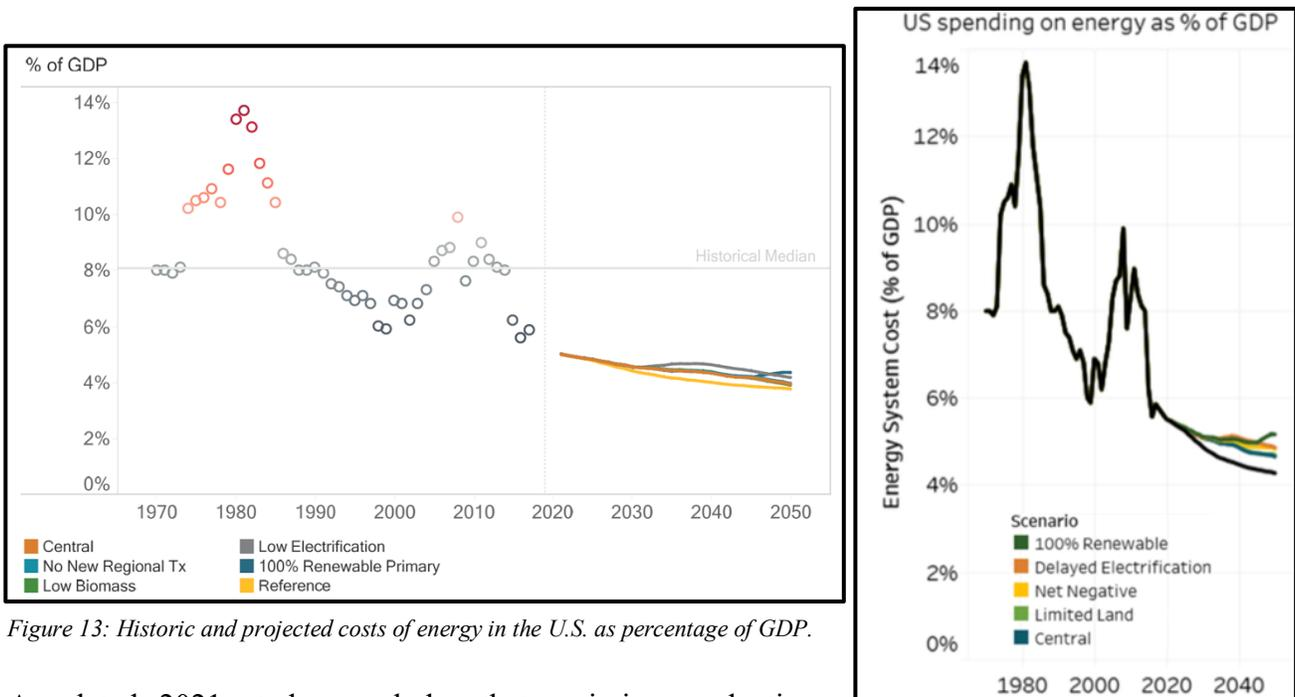 % of GDP
14%
12%
10%
8%
6%
4%
2%
0%
Historical Median
1970 1980 1990 2000 2010 2020 2030 2040 2050
Central
No New Regional Tx
Low Biomass
Low Electrification
100% Renewable Primary
Reference
Figure 13: Historic and projected costs of energy in the U.S. as percentage of GDP.
US spending on energy as % of GDP
Energy System Cost (% of GDP)
14%
12%
10%
8%
6%
4%
2%
0%
Scenario
100% Renewable
Delayed Electrification
Net Negative
Limited Land
Central
1980 2000 2020 2040